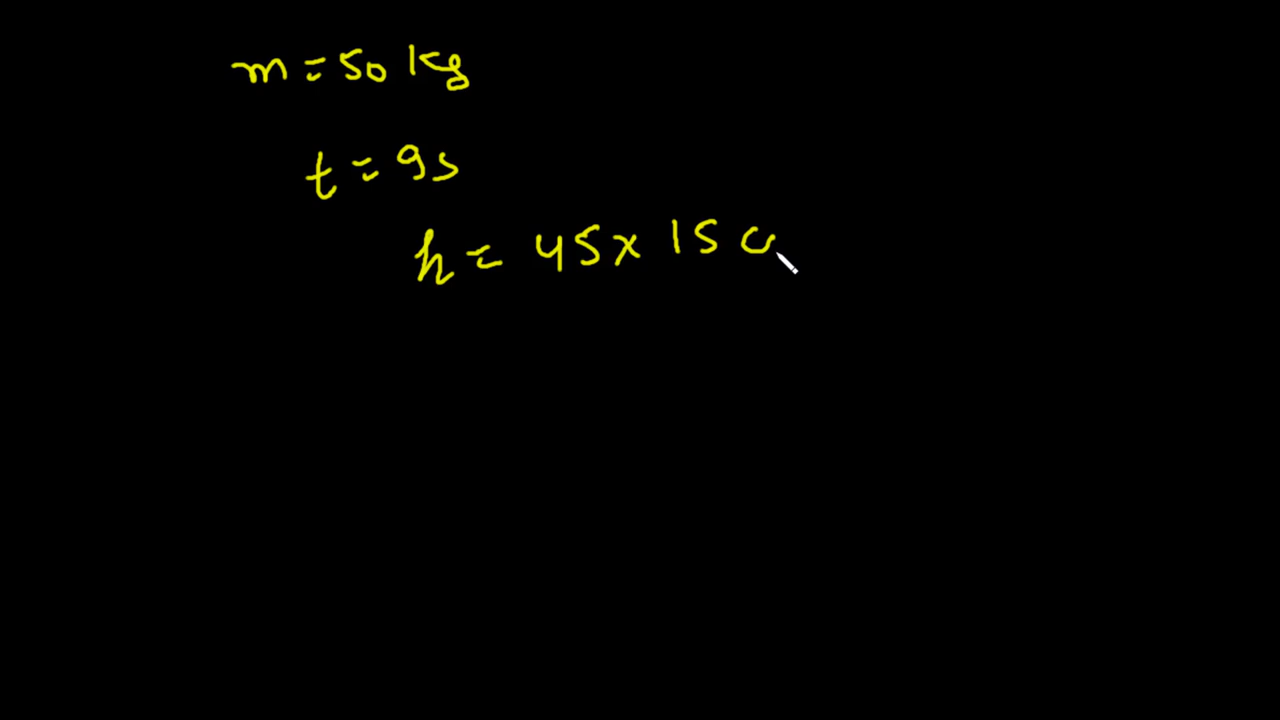 m = 50 kg
t = 9s
h = 45 x 15 c